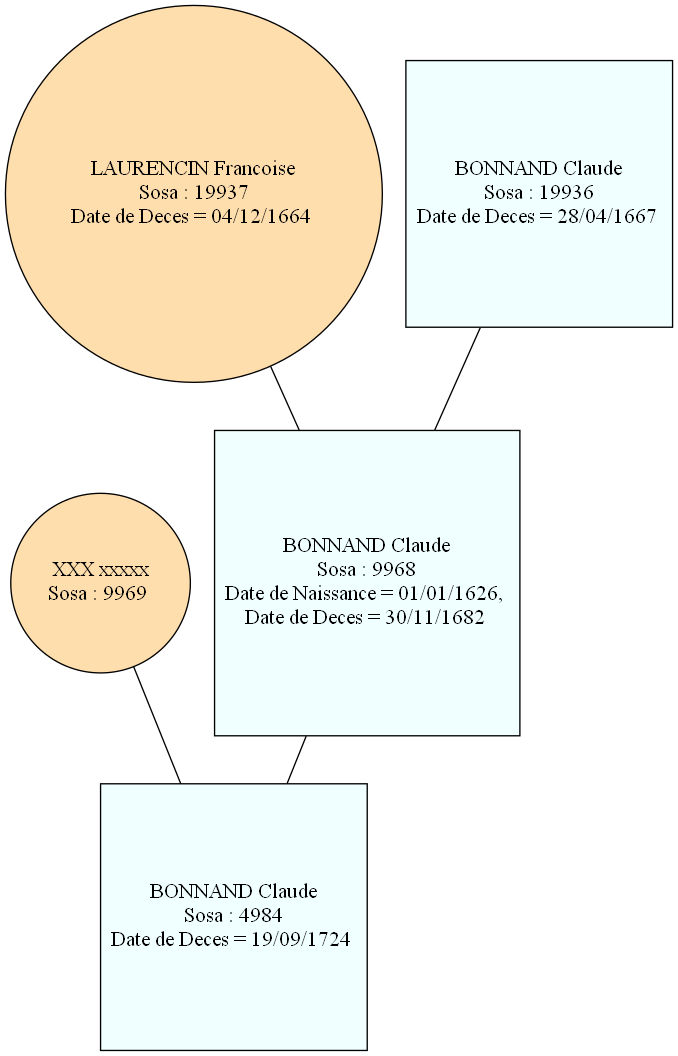 LAURENCIN Francoise
Sosa : 19937
Date de Deces = 04/12/1664
BONNAND Claude
Sosa : 19936
Date de Deces = 28/04/1667
XXX xxxxx
Sosa : 9969
BONNAND Claude
Sosa : 9968
Date de Naissance = 01/01/1626,
Date de Deces = 30/11/1682
BONNAND Claude
Sosa : 4984
Date de Deces = 19/09/1724